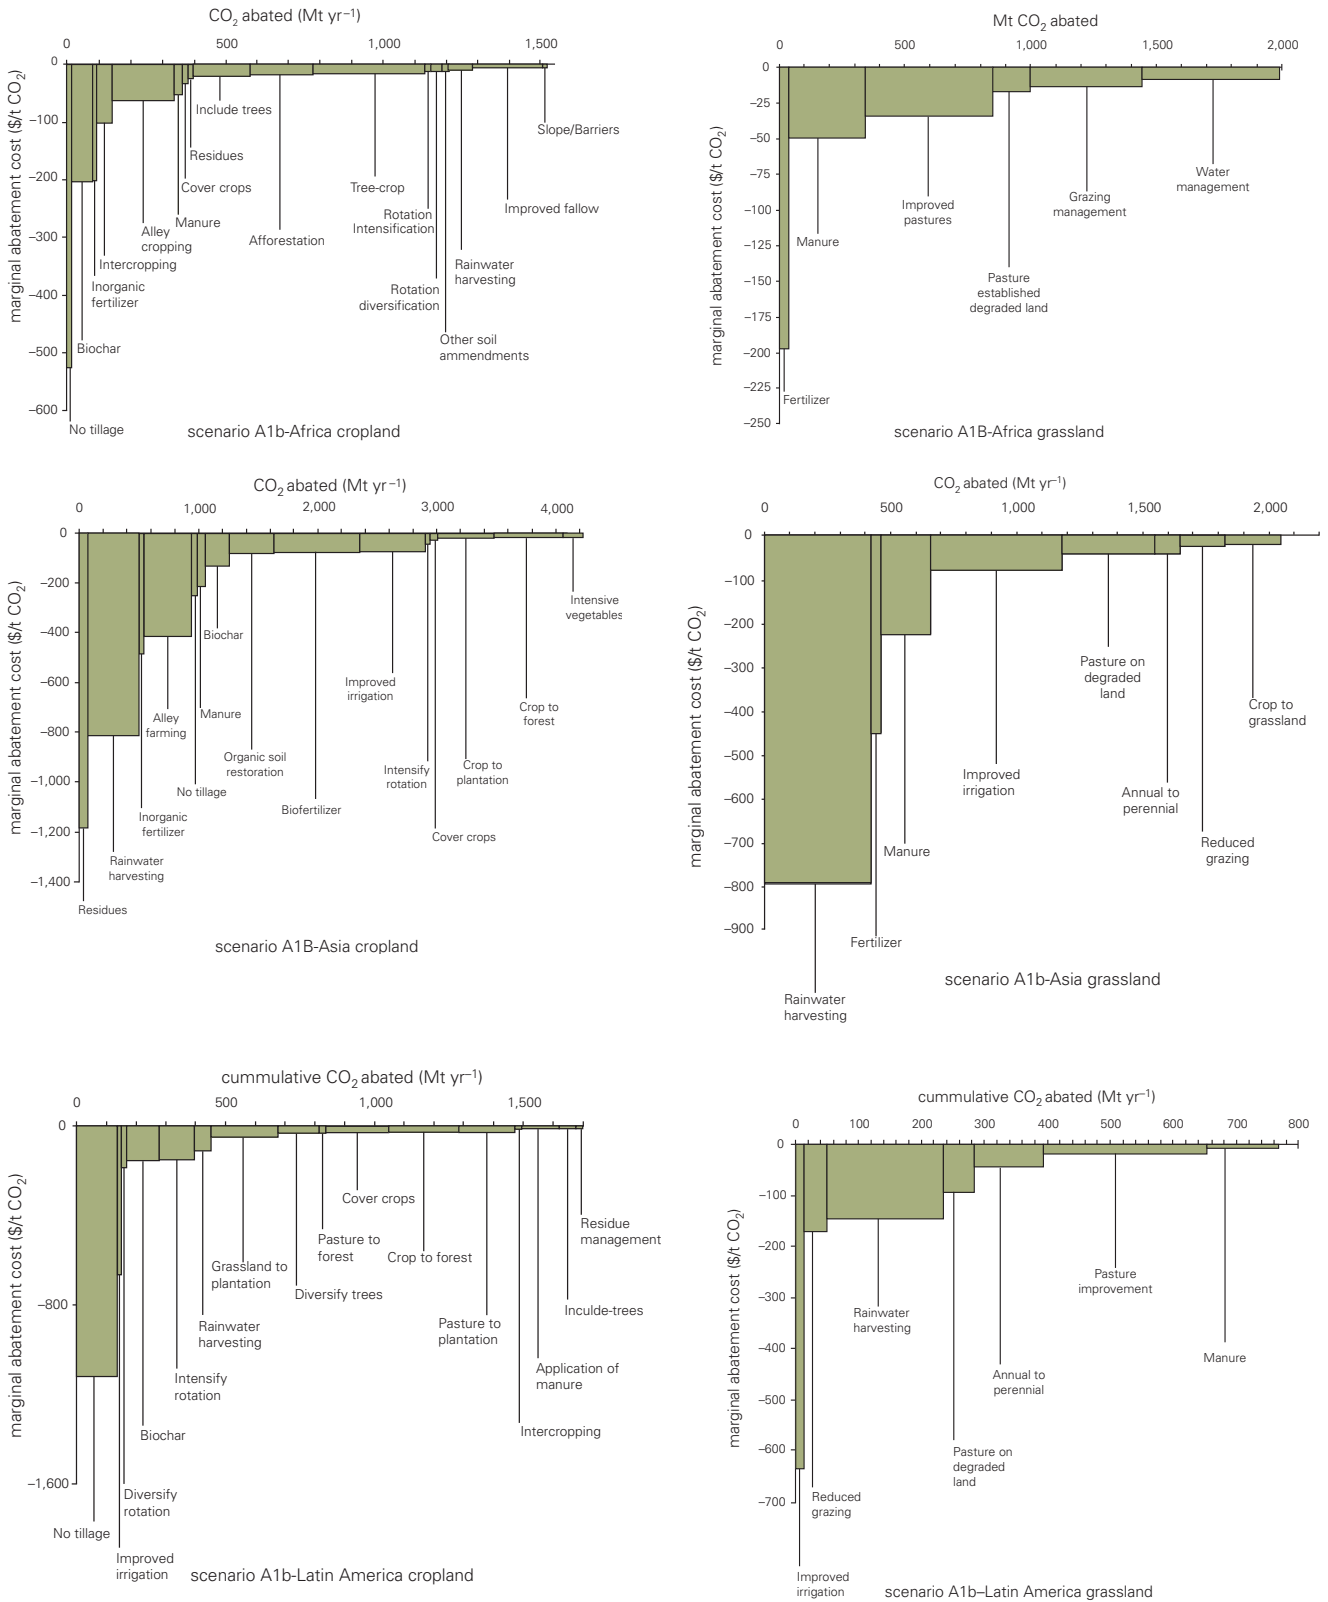 CO2 abated (Mt yr−1)
0 500 1,000 1,500
marginal abatement cost ($/t CO2)
0
−100
−200
−300
−400
−500
−600
Include trees
Slope/Barriers
Residues
Cover crops
Tree-crop
Manure
Improved fallow
Rotation
Intensification
Alley
cropping
Afforestation
Intercropping
Rainwater
harvesting
Inorganic
fertilizer
Rotation
diversification
Biochar
Other soil
ammendments
No tillage
scenario A1b-Africa cropland
Mt CO2 abated
0 500 1,000 1,500 2,000
marginal abatement cost ($/t CO2)
0
−25
−50
−75
−100
−125
−150
−175
−200
−225
−250
Water
management
Grazing
management
Improved
pastures
Manure
Pasture
established
degraded land
Fertilizer
scenario A1B-Africa grassland
CO2 abated (Mt yr−1)
0 1,000 2,000 3,000 4,000
marginal abatement cost ($/t CO2)
0
−200
−400
−600
−800
−1,000
−1,200
−1,400
Intensive
vegetables
Biochar
Improved
irrigation
Alley
farming
Manure
Crop to
forest
Organic soil
restoration
Intensify
rotation
Crop to
plantation
No tillage
Biofertilizer
Inorganic
fertilizer
Cover crops
Rainwater
harvesting
Residues
scenario A1B-Asia cropland
CO2 abated (Mt yr−1)
0 500 1,000 1,500 2,000
marginal abatement cost ($/t CO2)
0
−100
−200
−300
−400
−500
−600
−700
−800
−900
Pasture on
degraded
land
Crop to
grassland
Improved
irrigation
Annual to
perennial
Manure
Reduced
grazing
Fertilizer
Rainwater
harvesting
scenario A1b-Asia grassland
cummulative CO2 abated (Mt yr−1)
0 500 1,000 1,500
marginal abatement cost ($/t CO2)
0
−800
−1,600
Cover crops
Residue
management
Pasture to
forest
Crop to forest
Grassland to
plantation
Diversify trees
Inculde-trees
Rainwater
harvesting
Pasture to
plantation
Application of
manure
Intensify
rotation
Biochar
Intercropping
Diversify
rotation
No tillage
Improved
irrigation
scenario A1b-Latin America cropland
cummulative CO2 abated (Mt yr−1)
0 100 200 300 400 500 600 700 800
marginal abatement cost ($/t CO2)
0
−100
−200
−300
−400
−500
−600
−700
Pasture
improvement
Rainwater
harvesting
Manure
Annual to
perennial
Pasture on
degraded
land
Reduced
grazing
Improved
irrigation
scenario A1b–Latin America grassland